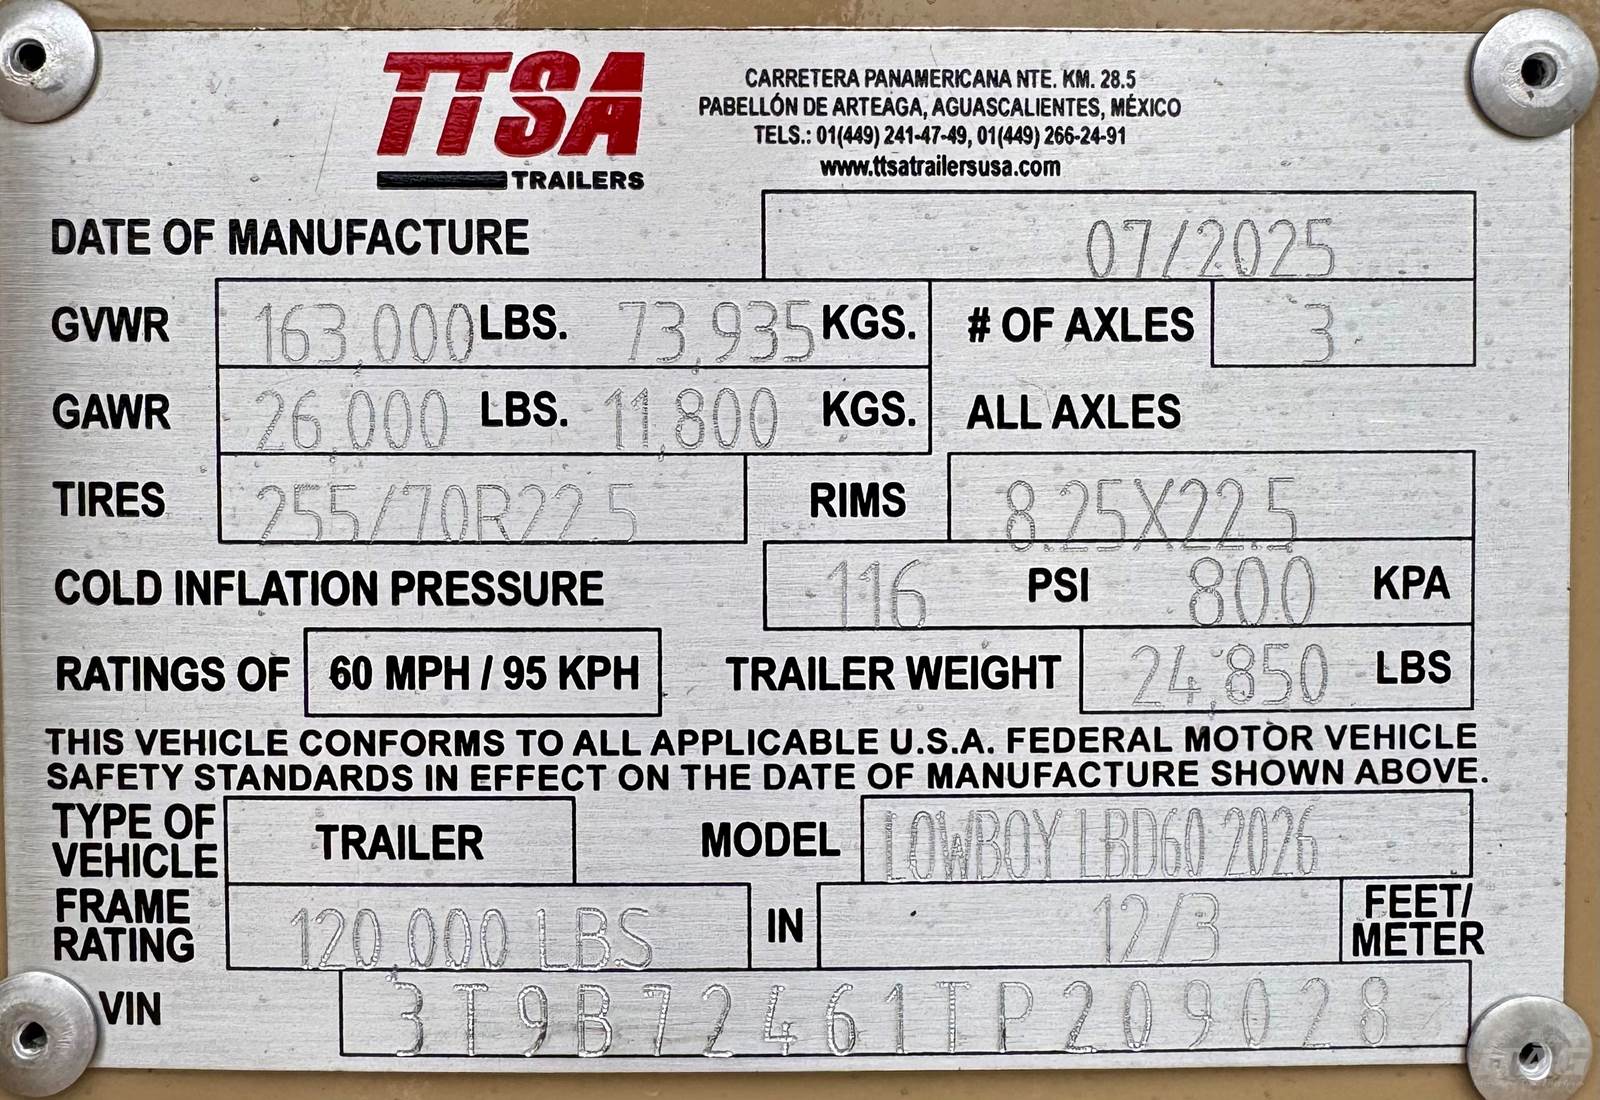 TTSA
TRAILERS
CARRETERA PANAMERICANA NTE. KM. 28.5
PABELLÓN DE ARTEAGA, AGUASCALIENTES, MÉXICO
TELS.: 01(449) 241-47-49, 01(449) 266-24-91
www.ttsatrailersusa.com
DATE OF MANUFACTURE 07/2025
GVWR 163,000 LBS. 73,935 KGS. # OF AXLES 3
GAWR 26,000 LBS. 11,800 KGS. ALL AXLES
TIRES 255/70R22.5 RIMS 8.25X22.5
COLD INFLATION PRESSURE 116 PSI 800 KPA
RATINGS OF 60 MPH / 95 KPH TRAILER WEIGHT 24,850 LBS
THIS VEHICLE CONFORMS TO ALL APPLICABLE U.S.A. FEDERAL MOTOR VEHICLE
SAFETY STANDARDS IN EFFECT ON THE DATE OF MANUFACTURE SHOWN ABOVE.
TYPE OF
VEHICLE TRAILER MODEL LOWBOY LBD60 2026
FRAME
RATING 120,000 LBS IN 12/3 FEET/
METER
VIN 3T9B72461TP209028